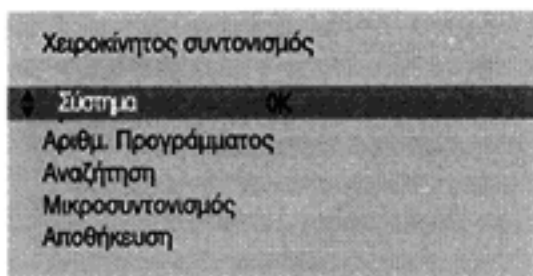 Χειροκίνητος συντονισμός
Σύστημα OK
Αριθμ. Προγράμματος
Αναζήτηση
Μικροσυντονισμός
Αποθήκευση